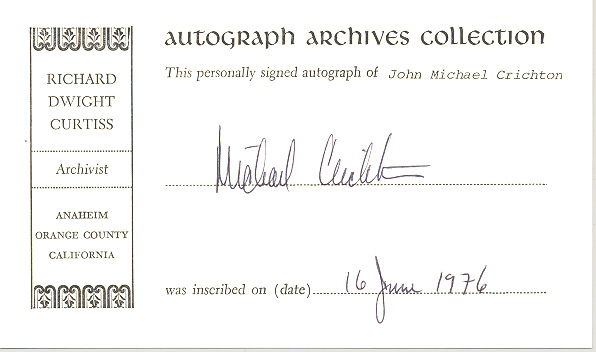 RICHARD
DWIGHT
CURTISS
Archivist
ANAHEIM
ORANGE COUNTY
CALIFORNIA
AUTOGRAPH ARCHIVES COLLECTION
This personally signed autograph of John Michael Crichton
Michael Crichton
was inscribed on (date) 16 June 1976